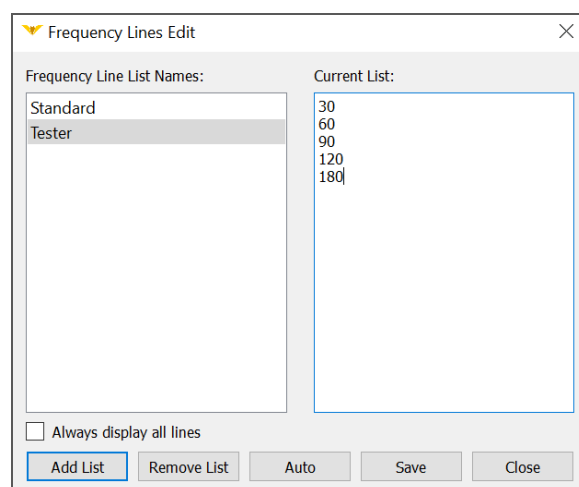 Frequency Lines Edit
Frequency Line List Names:
Standard
Tester
Current List:
30
60
90
120
180
Always display all lines
Add List
Remove List
Auto
Save
Close